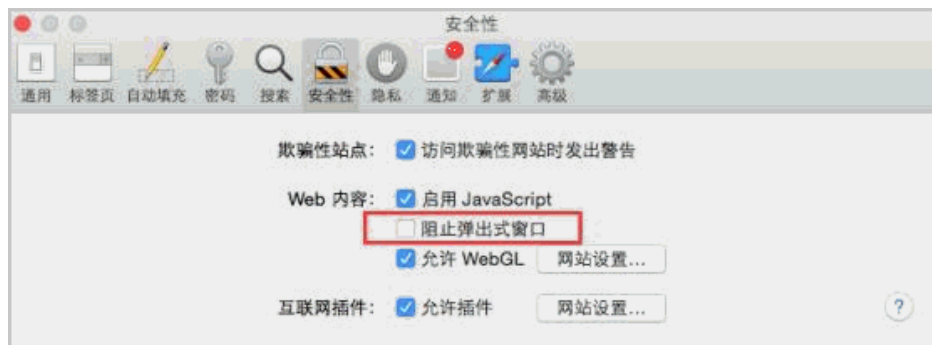 安全性
通用 标签页 自动填充 密码 搜索 安全性 隐私 通知 扩展 高级
欺骗性站点： 访问欺骗性网站时发出警告
Web 内容： 启用 JavaScript
阻止弹出式窗口
允许 WebGL 网站设置...
互联网插件： 允许插件 网站设置... ?